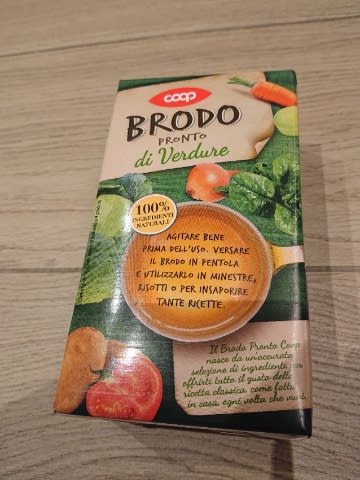 coop
BRODO
PRONTO
di Verdure
100%
INGREDIENTI
NATURALI
AGITARE BENE
PRIMA DELL'USO. VERSARE
IL BRODO IN PENTOLA
E UTILIZZARLO IN MINESTRE,
RISOTTI O PER INSAPORIRE
TANTE RICETTE.
Il Brodo Pronto Coop
nasce da un'accurata
selezione di ingredienti per
offrirti tutto il gusto della
ricetta classica, come fatta
in casa, ogni volta che vuoi.